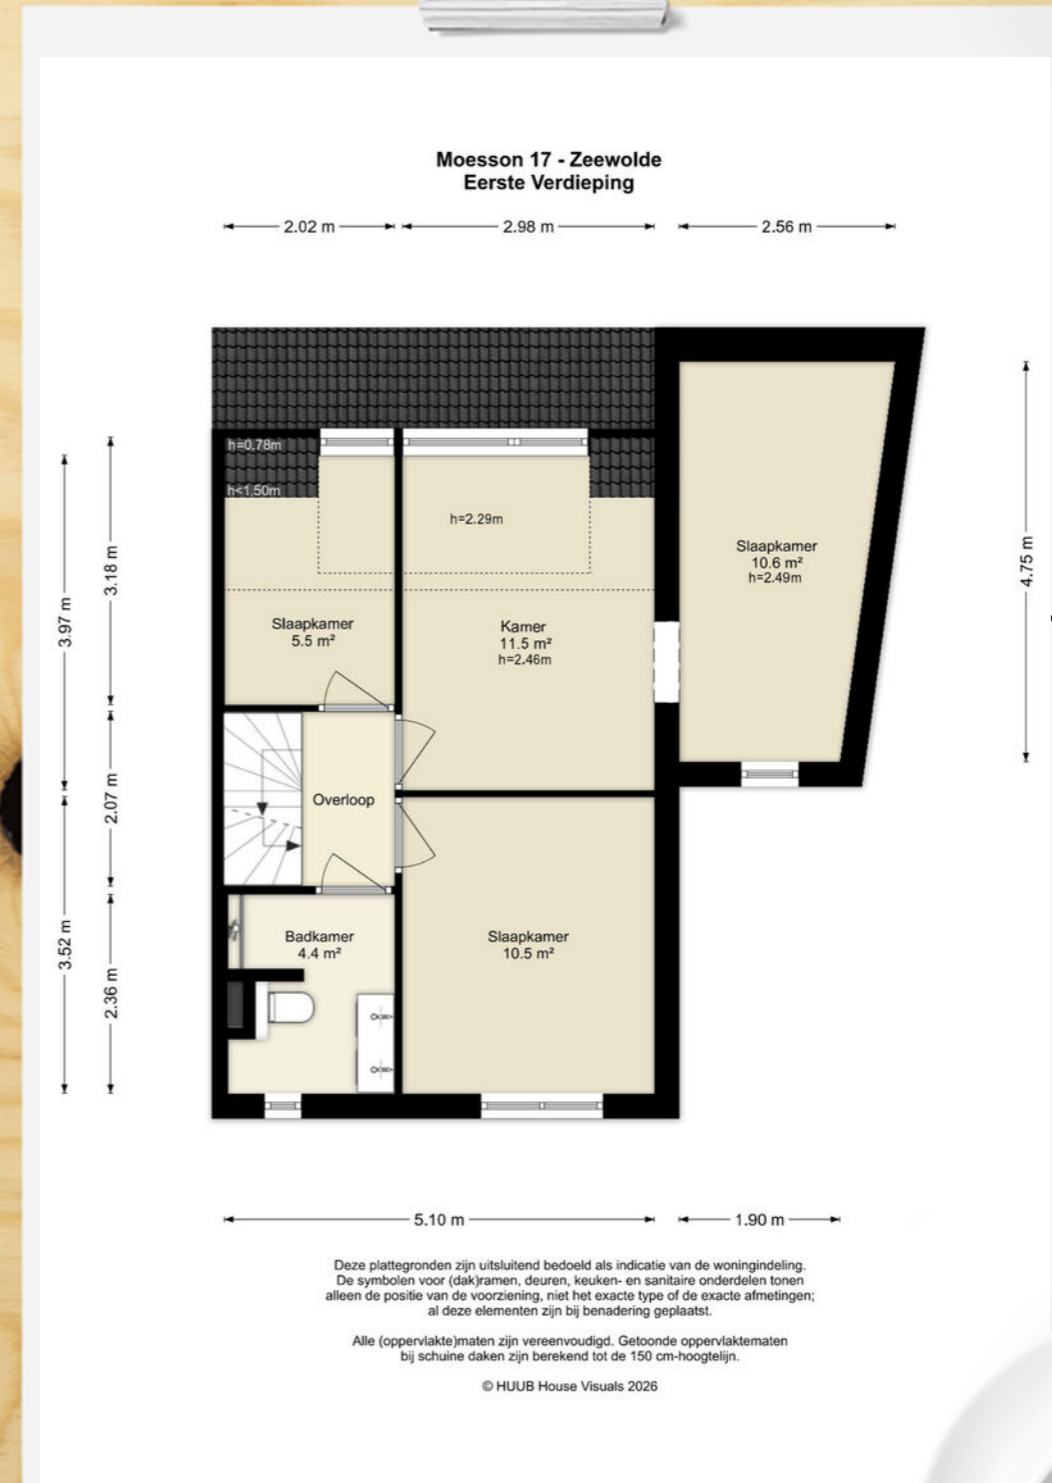 Moesson 17 - Zeewolde
Eerste Verdieping
2.02 m
2.98 m
2.56 m
h=0.78m
h<1.50m
h=2.29m
Slaapkamer
10.6 m²
h=2.49m
4.75 m
3.18 m
3.97 m
Slaapkamer
5.5 m²
Kamer
11.5 m²
h=2.46m
2.07 m
Overloop
3.52 m
2.36 m
Badkamer
4.4 m²
Slaapkamer
10.5 m²
5.10 m
1.90 m
Deze plattegronden zijn uitsluitend bedoeld als indicatie van de woningindeling.
De symbolen voor (dak)ramen, deuren, keuken- en sanitaire onderdelen tonen
alleen de positie van de voorziening, niet het exacte type of de exacte afmetingen;
al deze elementen zijn bij benadering geplaatst.
Alle (oppervlakte)maten zijn vereenvoudigd. Getoonde oppervlaktematen
bij schuine daken zijn berekend tot de 150 cm-hoogtelijn.
© HUUB House Visuals 2026